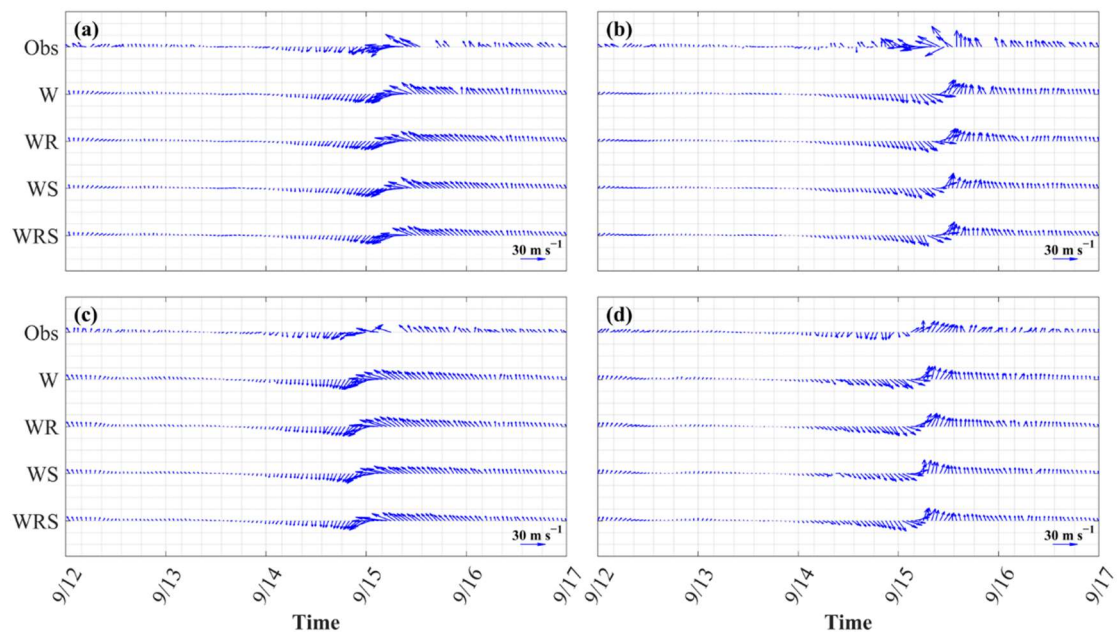 (a)
Obs
W
WR
WS
WRS
30 m s⁻¹
(b)
30 m s⁻¹
(c)
Obs
W
WR
WS
WRS
30 m s⁻¹
9/12 9/13 9/14 9/15 9/16 9/17
Time
(d)
30 m s⁻¹
9/12 9/13 9/14 9/15 9/16 9/17
Time